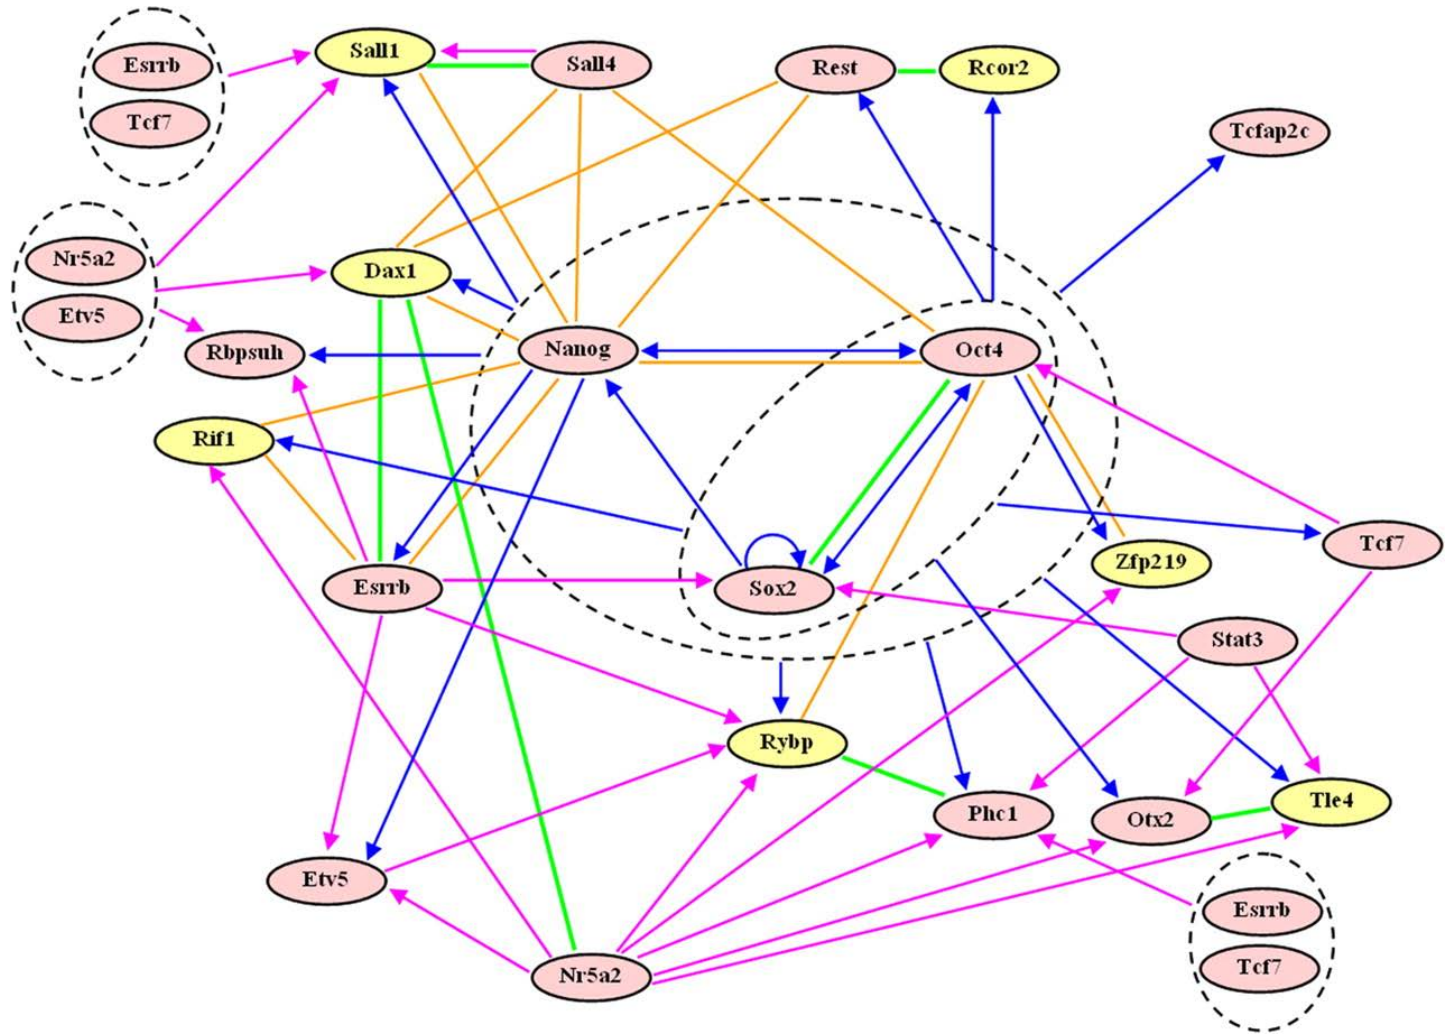 Esrrb
Tcf7
Sall1
Sall4
Rest
Rcor2
Tcfap2c
Nr5a2
Etv5
Dax1
Rbpsuh
Nanog
Oct4
Rif1
Esrrb
Sox2
Zfp219
Tcf7
Stat3
Rybp
Phc1
Otx2
Tle4
Etv5
Nr5a2
Esrrb
Tcf7